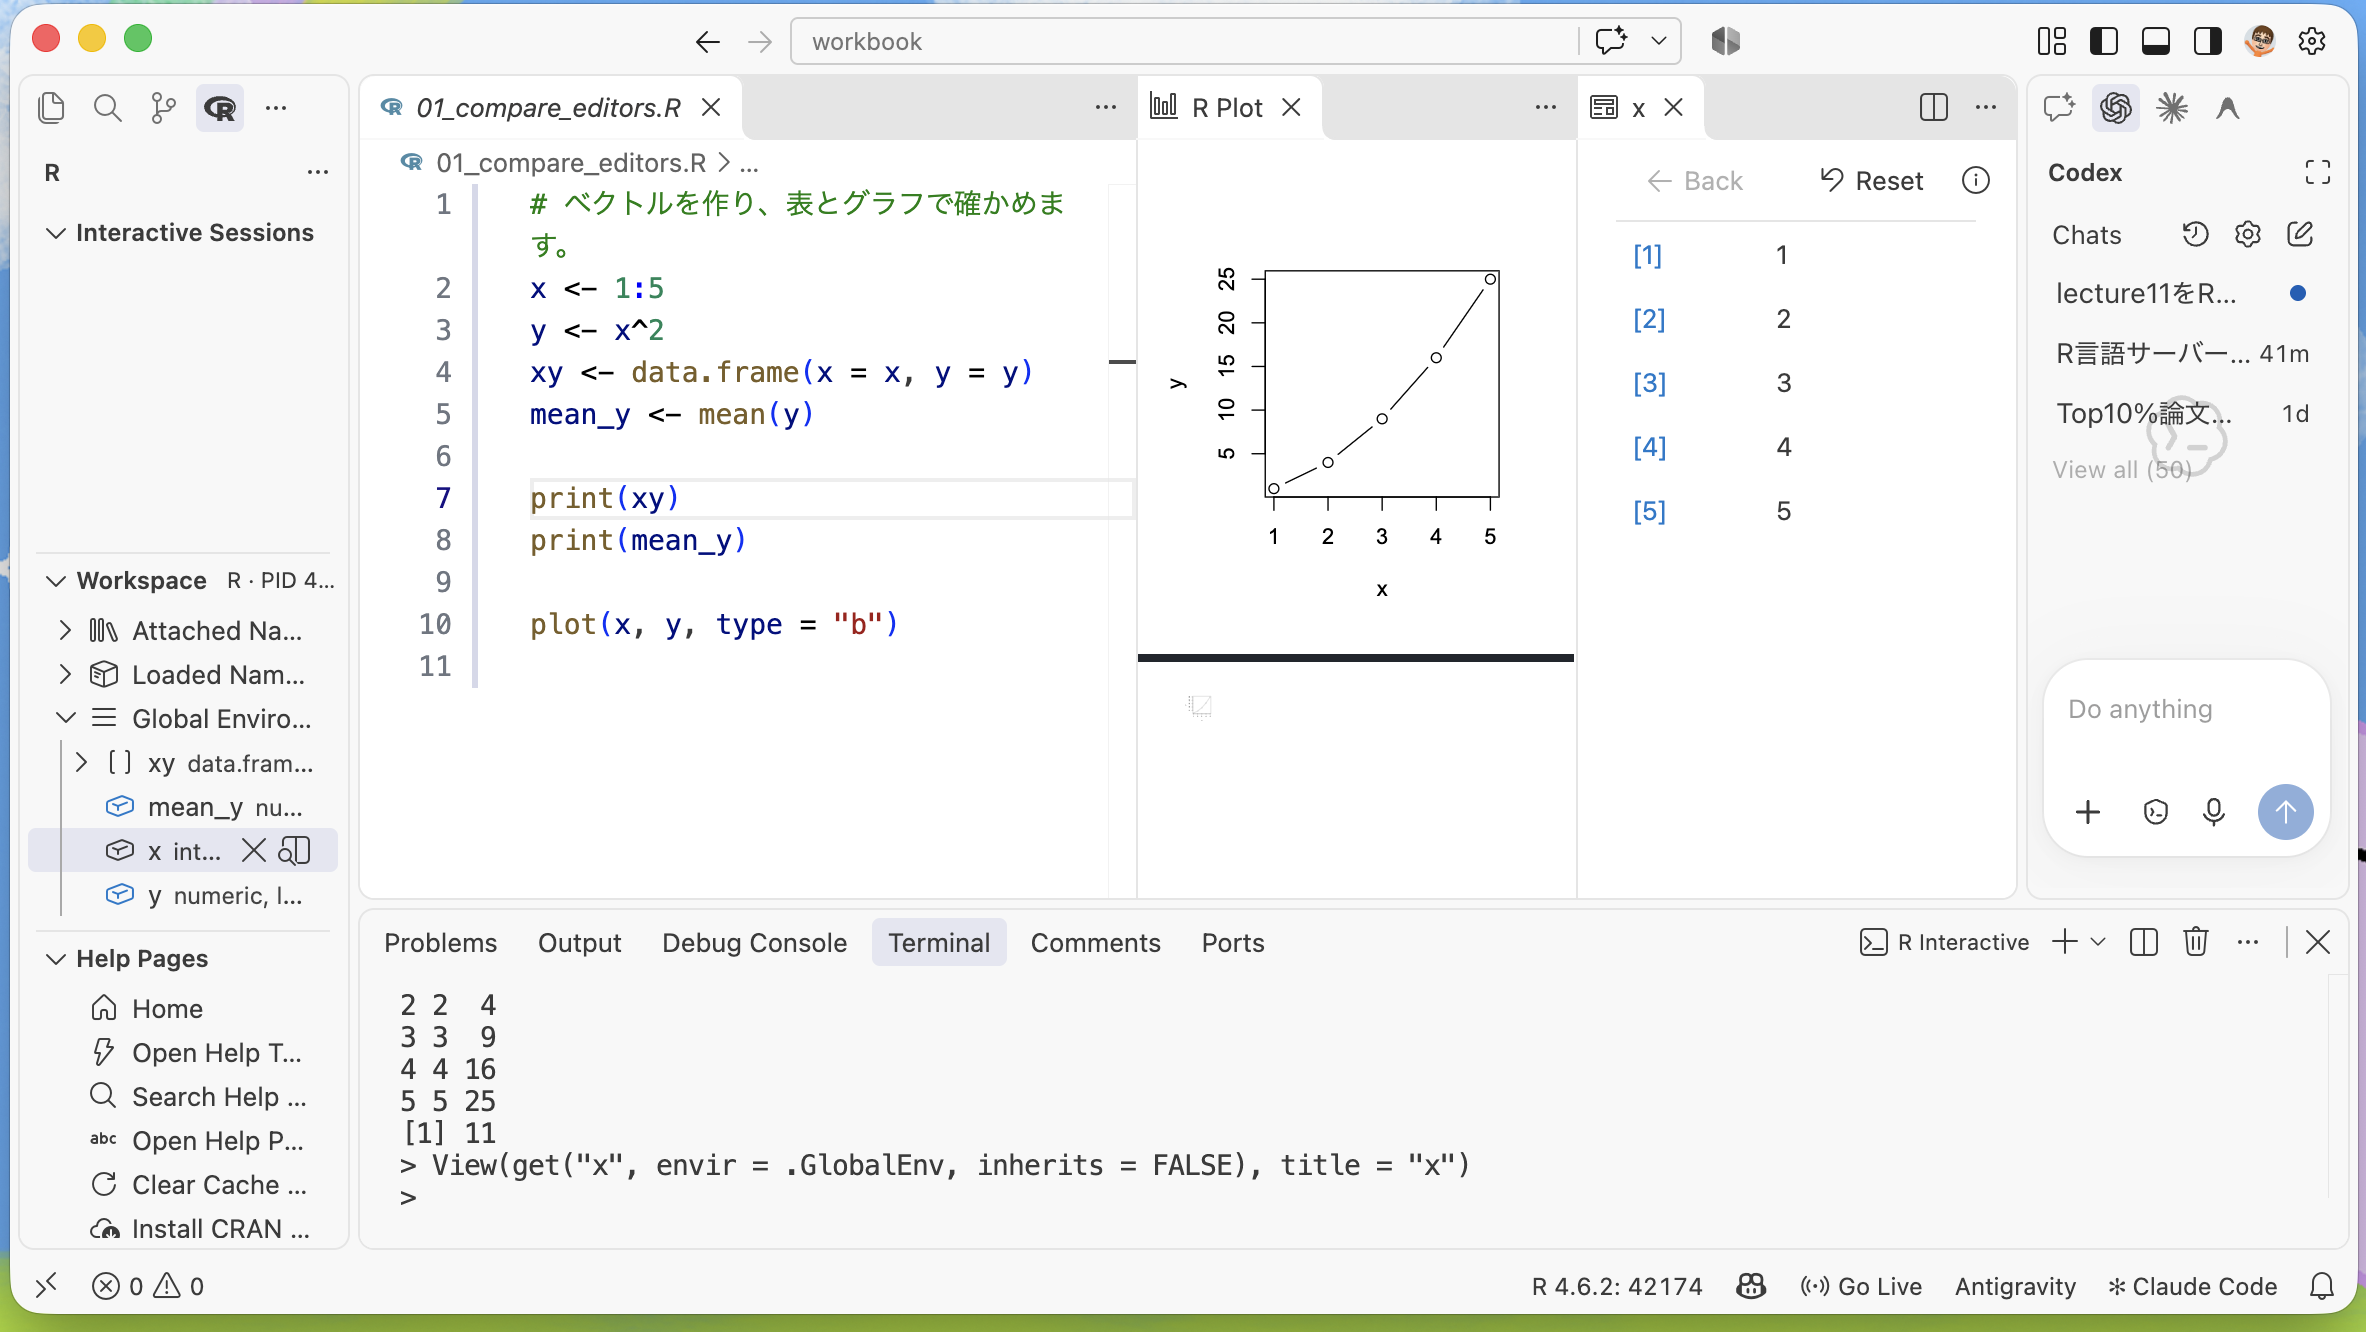 workbook
R
Interactive Sessions
Workspace R · PID 4...
Attached Na...
Loaded Nam...
Global Enviro...
[ ] xy data.fram...
mean_y nu...
x int...
y numeric, l...
Help Pages
Home
Open Help T...
Search Help ...
abc Open Help P...
Clear Cache ...
Install CRAN ...
01_compare_editors.R
01_compare_editors.R > ...
1 # ベクトルを作り、表とグラフで確かめま
す。
2 x <- 1:5
3 y <- x^2
4 xy <- data.frame(x = x, y = y)
5 mean_y <- mean(y)
6
7 print(xy)
8 print(mean_y)
9
10 plot(x, y, type = "b")
11
R Plot
25
20
15
10
5
y
1 2 3 4 5
x
x
Back Reset
[1] 1
[2] 2
[3] 3
[4] 4
[5] 5
Codex
Chats
lecture11をR...
R言語サーバー... 41m
Top10%論文... 1d
View all (50)
Do anything
Problems Output Debug Console Terminal Comments Ports R Interactive
2 2  4
3 3  9
4 4 16
5 5 25
[1] 11
> View(get("x", envir = .GlobalEnv, inherits = FALSE), title = "x")
>
0 0 R 4.6.2: 42174 Go Live Antigravity Claude Code